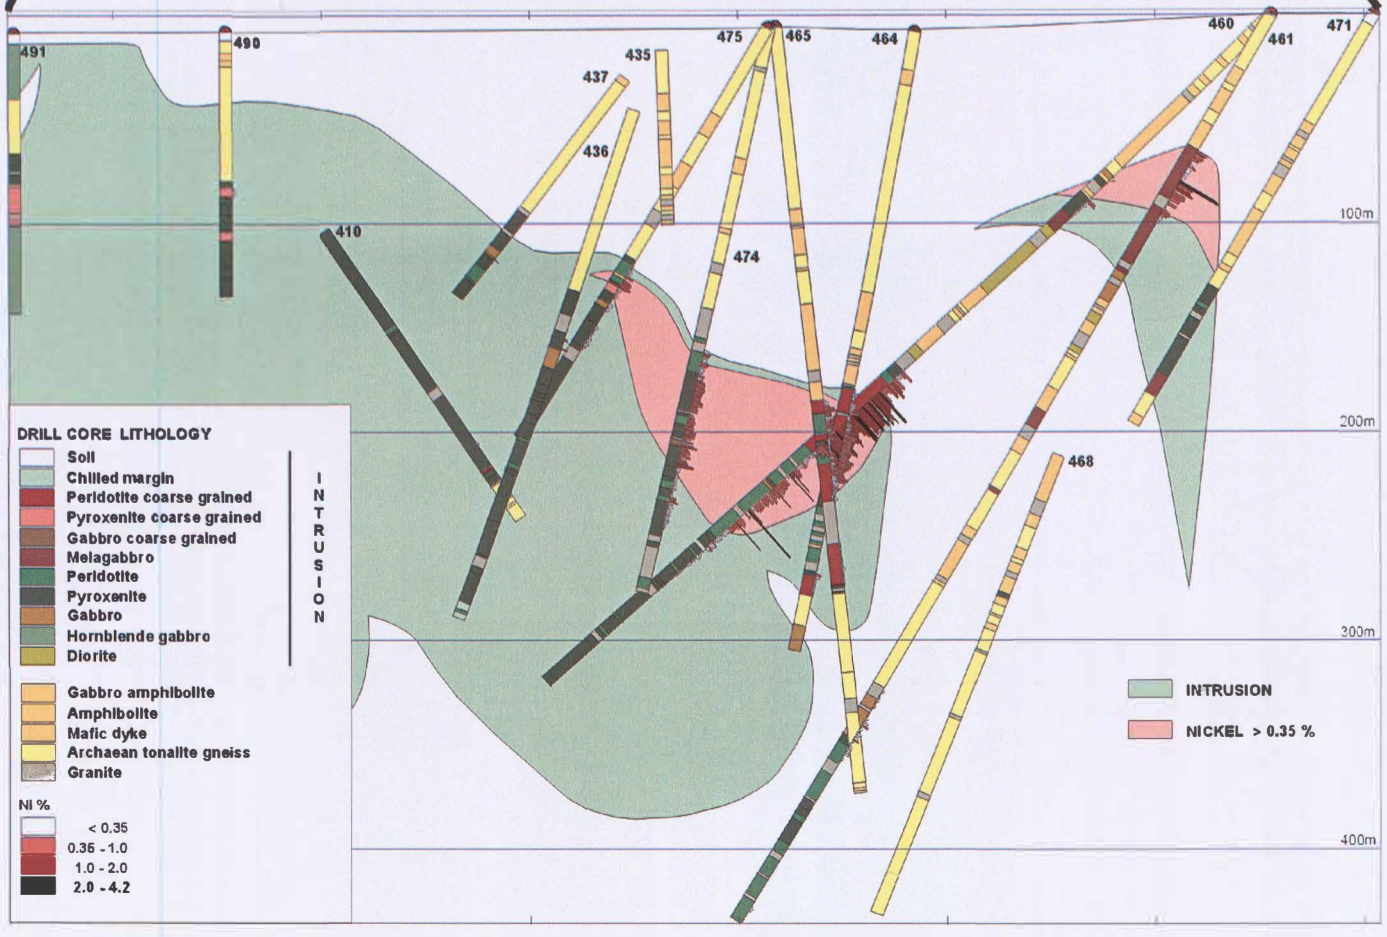 460
471
475
465
464
461
490
491
435
437
436
100m
410
474
200m
DRILL CORE LITHOLOGY
Soil
Chilled margin
Peridotite coarse grained
Pyroxenite coarse grained
Gabbro coarse grained
Melagabbro
Peridotite
Pyroxenite
Gabbro
Hornblende gabbro
Diorite
INTRUSION
468
300m
Gabbro amphibolite
Amphibolite
Mafic dyke
Archaean tonalite gneiss
Granite
INTRUSION
NICKEL > 0.35 %
Ni %
< 0.35
0.35 - 1.0
1.0 - 2.0
2.0 - 4.2
400m